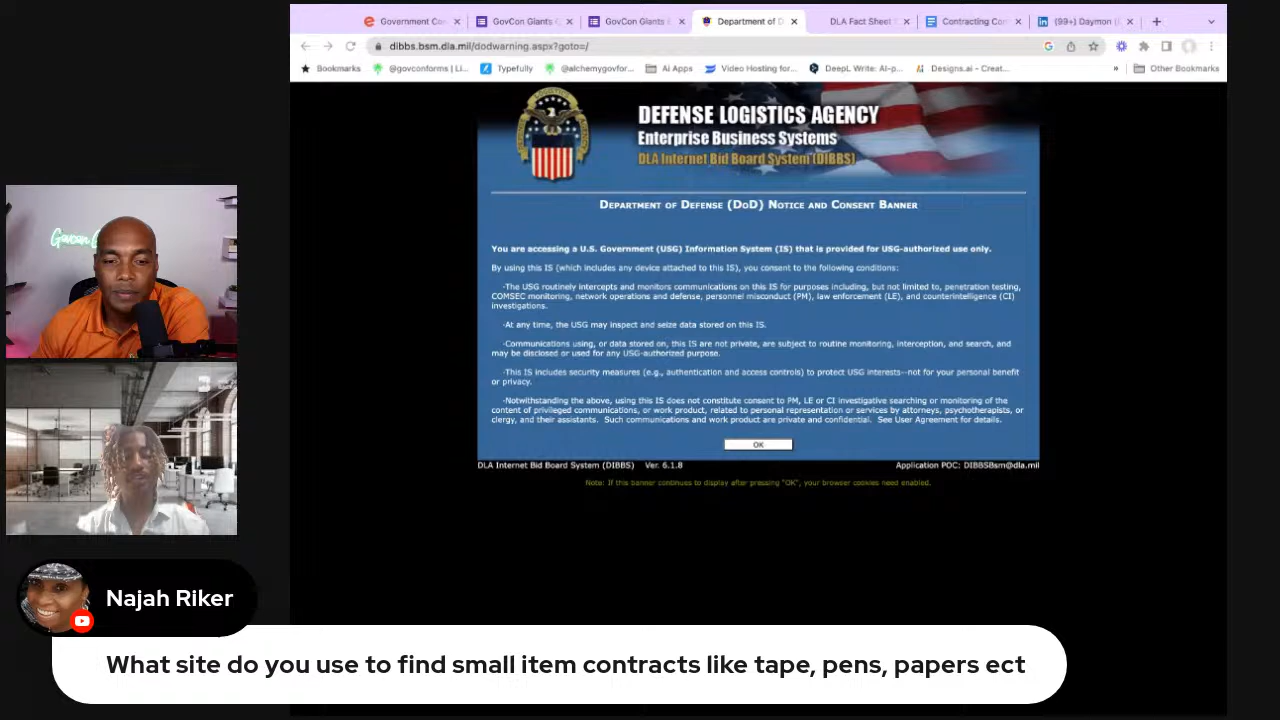 Government Con
GovCon Giants
GovCon Giants
Department of D
DLA Fact Sheet
Contracting Con
(99+) Daymon
dibbs.bsm.dla.mil/dodwarning.aspx?goto=/
Bookmarks
@govconforms | Li...
Typefully
@alchemygovfor...
AI Apps
Video Hosting for...
DeepL Write: AI-p...
Designs.ai - Creat...
»
Other Bookmarks
DEFENSE LOGISTICS AGENCY
Enterprise Business Systems
DLA Internet Bid Board System (DIBBS)
DEPARTMENT OF DEFENSE (DOD) NOTICE AND CONSENT BANNER
You are accessing a U.S. Government (USG) Information System (IS) that is provided for USG-authorized use only.
By using this IS (which includes any device attached to this IS), you consent to the following conditions:
-The USG routinely intercepts and monitors communications on this IS for purposes including, but not limited to, penetration testing,
COMSEC monitoring, network operations and defense, personnel misconduct (PM), law enforcement (LE), and counterintelligence (CI)
investigations.
-At any time, the USG may inspect and seize data stored on this IS.
-Communications using, or data stored on, this IS are not private, are subject to routine monitoring, interception, and search, and
may be disclosed or used for any USG-authorized purpose.
-This IS includes security measures (e.g., authentication and access controls) to protect USG interests--not for your personal benefit
or privacy.
-Notwithstanding the above, using this IS does not constitute consent to PM, LE or CI investigative searching or monitoring of the
content of privileged communications, or work product, related to personal representation or services by attorneys, psychotherapists, or
clergy, and their assistants. Such communications and work product are private and confidential. See User Agreement for details.
OK
DLA Internet Bid Board System (DIBBS) Ver. 6.1.8
Application POC: DIBBSBsm@dla.mil
Note: If this banner continues to display after pressing "OK", your browser cookies need enabled.
Najah Riker
What site do you use to find small item contracts like tape, pens, papers ect